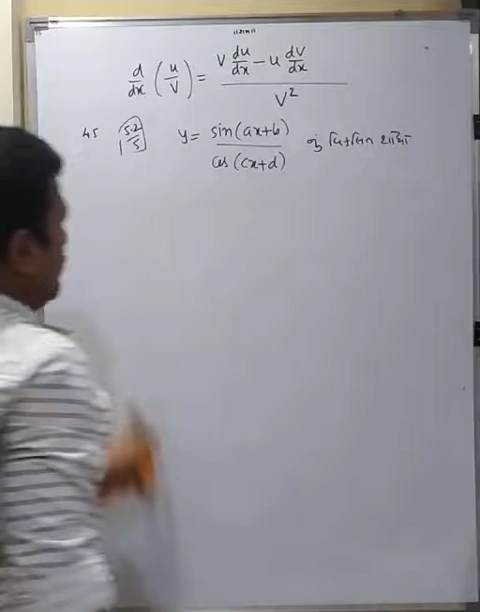 d/dx (u/v) = (v du/dx - u dv/dx) / v²
45 5.2/5 y = sin(ax+b) / cos(cx+d) નું વિકલન શોધો